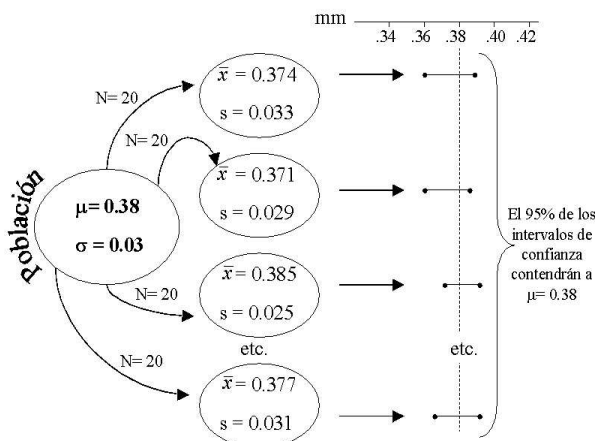 mm
.34 .36 .38 .40 .42
x̄ = 0.374
s = 0.033
N= 20
N= 20
x̄ = 0.371
s = 0.029
Población
μ= 0.38
σ = 0.03
El 95% de los
intervalos de
confianza
contendrán a
μ= 0.38
x̄ = 0.385
s = 0.025
N= 20
etc.
etc.
N= 20
x̄ = 0.377
s = 0.031